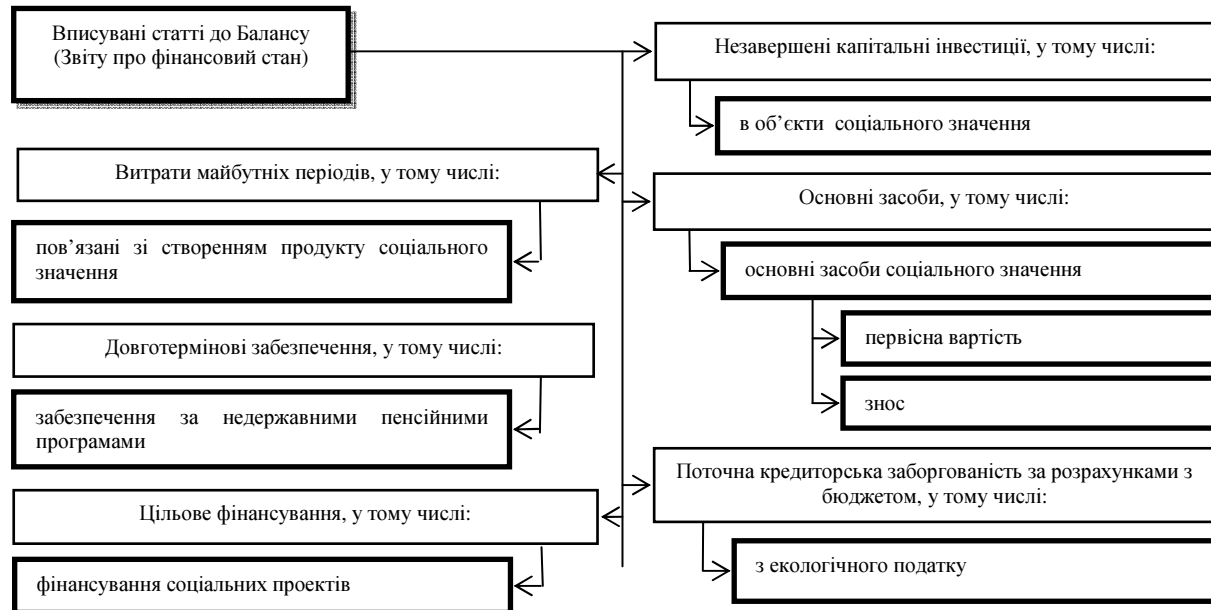 Вписувані статті до Балансу
(Звіту про фінансовий стан)
Незавершені капітальні інвестиції, у тому числі:
в об’єкти соціального значення
Витрати майбутніх періодів, у тому числі:
пов’язані зі створенням продукту соціального
значення
Основні засоби, у тому числі:
основні засоби соціального значення
первісна вартість
знос
Довготермінові забезпечення, у тому числі:
забезпечення за недержавними пенсійними
програмами
Поточна кредиторська заборгованість за розрахунками з
бюджетом, у тому числі:
з екологічного податку
Цільове фінансування, у тому числі:
фінансування соціальних проектів